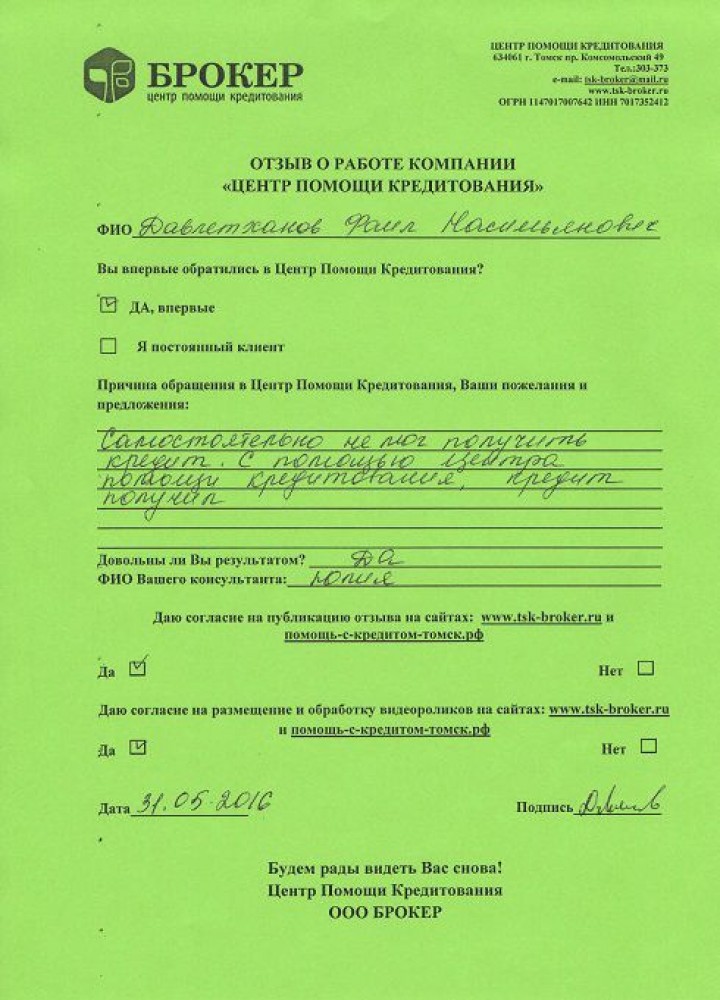 БРОКЕР
центр помощи кредитования
ЦЕНТР ПОМОЩИ КРЕДИТОВАНИЯ
634061 г. Томск пр. Комсомольский 49
Тел.:303-373
e-mail: tsk-broker@mail.ru
www.tsk-broker.ru
ОГРН 1147017007642 ИНН 7017352412
ОТЗЫВ О РАБОТЕ КОМПАНИИ
«ЦЕНТР ПОМОЩИ КРЕДИТОВАНИЯ»
ФИО Давлетханов Фаил
Вы впервые обратились в Центр Помощи Кредитования?
ДА, впервые
Я постоянный клиент
Причина обращения в Центр Помощи Кредитования, Ваши пожелания и
предложения:
Самостоятельно не мог получить
кредит. С помощью Центра
помощи кредитования, кредит
получил
Довольны ли Вы результатом? Да
ФИО Вашего консультанта: Юлия
Даю согласие на публикацию отзыва на сайтах: www.tsk-broker.ru и
помощь-с-кредитом-томск.рф
Да Нет
Даю согласие на размещение и обработку видеороликов на сайтах: www.tsk-broker.ru
и помощь-с-кредитом-томск.рф
Да Нет
Дата 31.05.2016 Подпись
Будем рады видеть Вас снова!
Центр Помощи Кредитования
ООО БРОКЕР